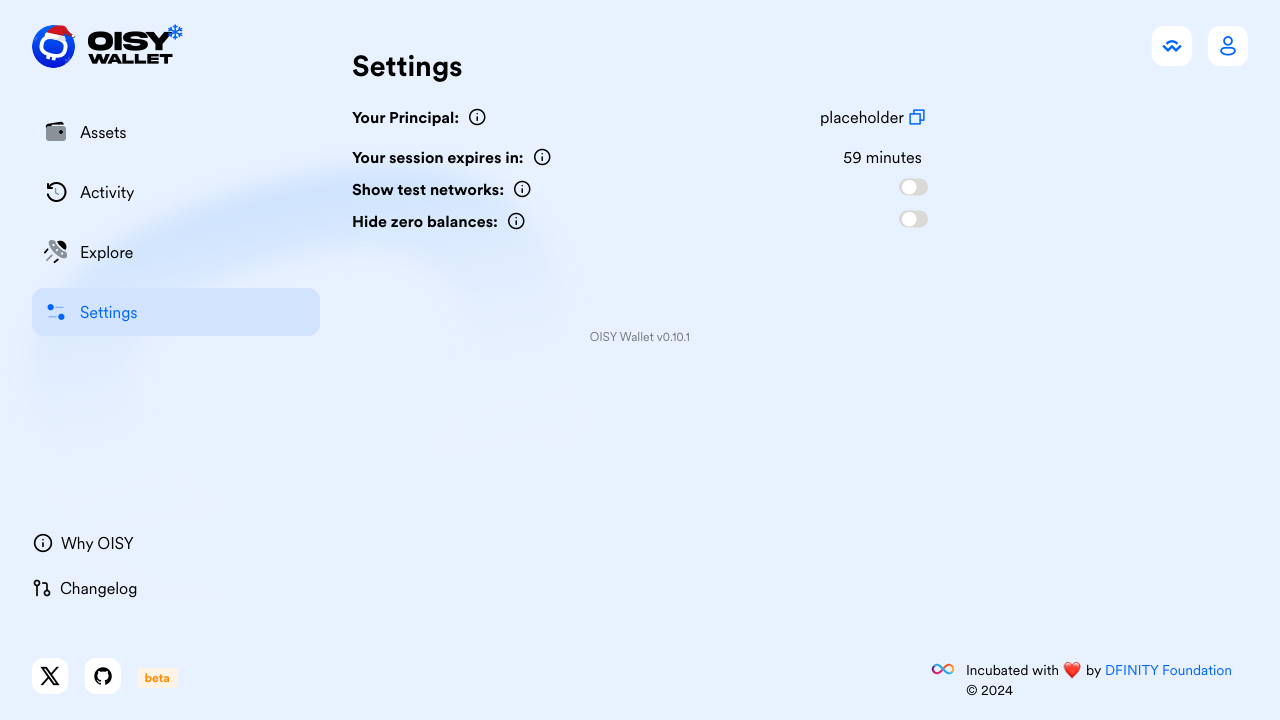 OISY
WALLET
Settings
Assets
Activity
Explore
Settings
Your Principal:
placeholder
Your session expires in:
59 minutes
Show test networks:
Hide zero balances:
OISY Wallet v0.10.1
Why OISY
Changelog
beta
Incubated with ❤️ by DFINITY Foundation
© 2024